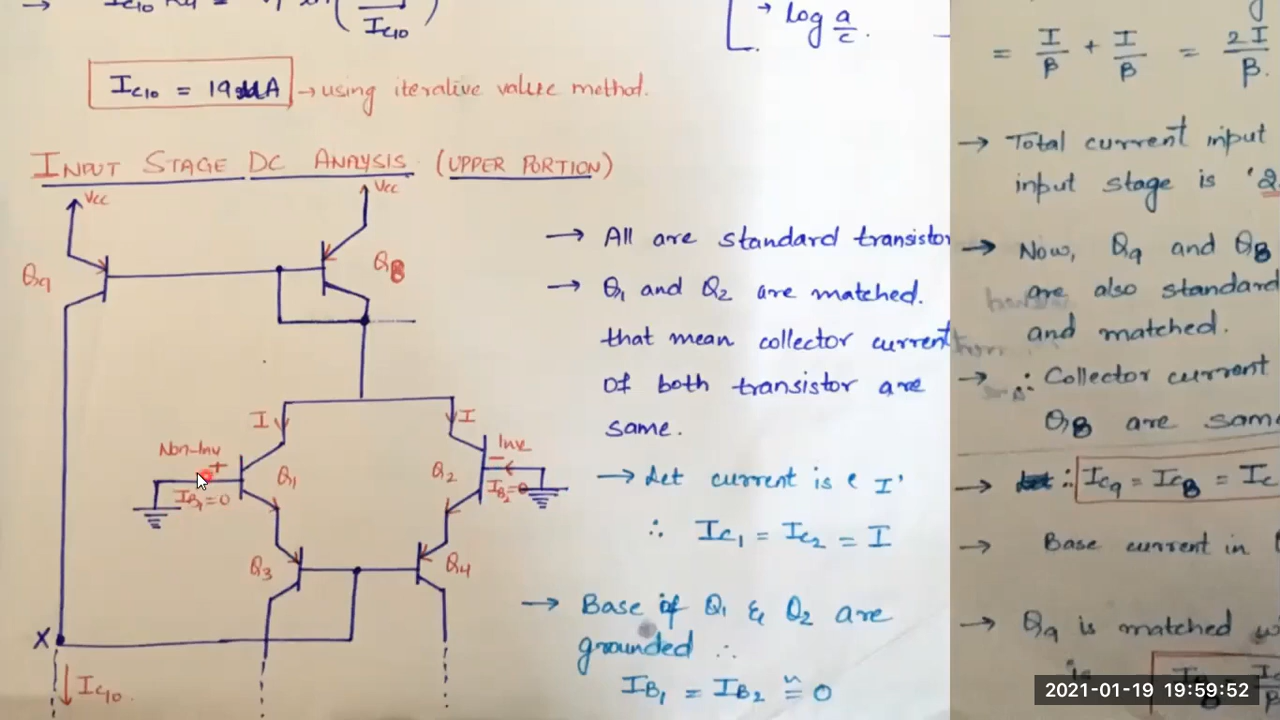 I_C10
I_C10
log a/c.
I_C10 = 19 μA → using iterative value method.
INPUT STAGE DC ANALYSIS (UPPER PORTION)
Vcc
Vcc
Q9
Q8
→ All are standard transistor
→ Q1 and Q2 are matched.
that mean collector current
of both transistor are
same.
→ Let current is 'I'
∴ I_C1 = I_C2 = I
→ Base of Q1 & Q2 are
grounded ∴
I_B1 = I_B2 ≅ 0
I
I
Non-Inv
+
I_B1=0
Q1
Q2
Inv
-
I_B2=0
Q3
Q4
X
I_C10
= I/β + I/β = 2I/β.
→ Total current input
input stage is '2
→ Now, Q9 and Q8
are also standard
and matched.
→ ∴ Collector current
Q8 are same
→ ∴ I_C9 = I_C8 = I_C
→ Base current in
→ Q9 is matched
is
2021-01-19 19:59:52